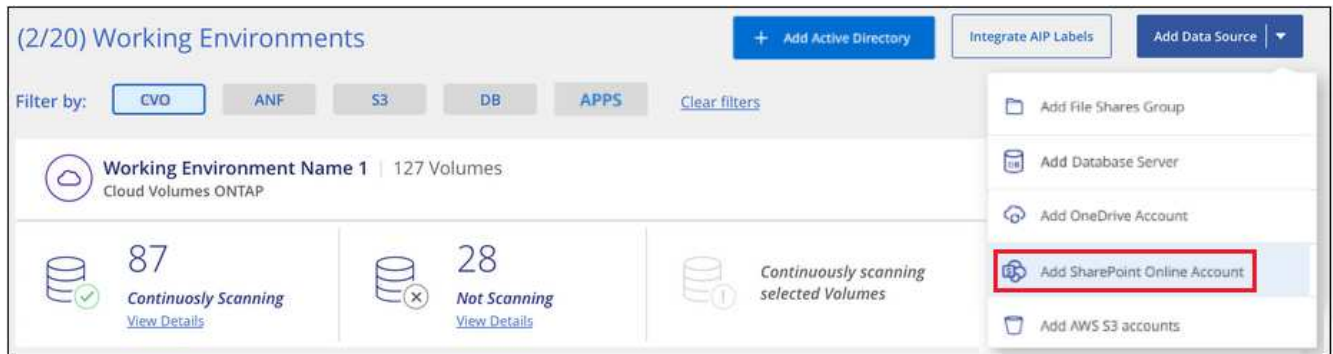 (2/20) Working Environments
+ Add Active Directory
Integrate AIP Labels
Add Data Source
Filter by:
CVO
ANF
S3
DB
APPS
Clear filters
Working Environment Name 1 | 127 Volumes
Cloud Volumes ONTAP
87
Continuosly Scanning
View Details
28
Not Scanning
View Details
Continuously scanning
selected Volumes
Add File Shares Group
DB
Add Database Server
Add OneDrive Account
Add SharePoint Online Account
Add AWS S3 accounts